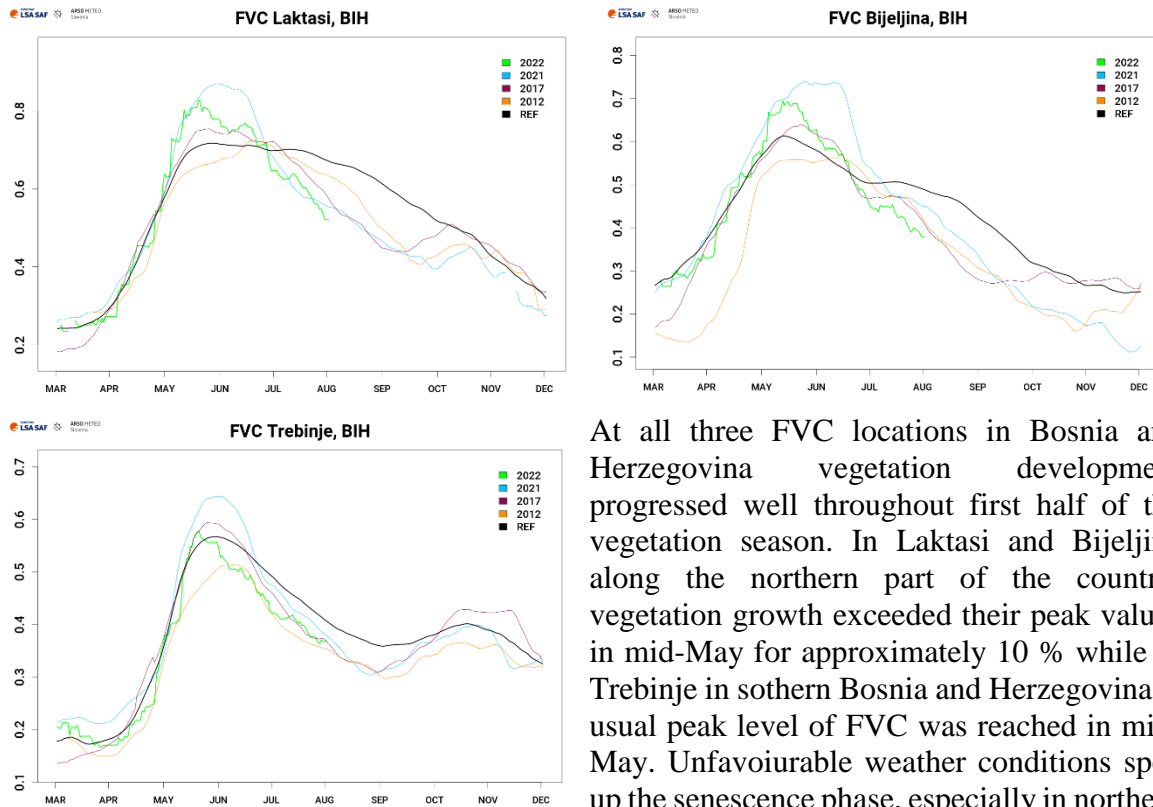 LSA SAF ARSO METEO
Slovenia
FVC Laktasi, BIH
2022
2021
2017
2012
REF
0.8
0.6
0.4
0.2
MAR APR MAY JUN JUL AUG SEP OCT NOV DEC
LSA SAF ARSO METEO
Slovenia
FVC Bijeljina, BIH
2022
2021
2017
2012
REF
0.8
0.7
0.6
0.5
0.4
0.3
0.2
0.1
MAR APR MAY JUN JUL AUG SEP OCT NOV DEC
LSA SAF ARSO METEO
Slovenia
FVC Trebinje, BIH
2022
2021
2017
2012
REF
0.7
0.6
0.5
0.4
0.3
0.2
0.1
MAR APR MAY JUN JUL AUG SEP OCT NOV DEC
At all three FVC locations in Bosnia an
Herzegovina vegetation developme
progressed well throughout first half of th
vegetation season. In Laktasi and Bijeljin
along the northern part of the countr
vegetation growth exceeded their peak valu
in mid-May for approximately 10 % while
Trebinje in sothern Bosnia and Herzegovina
usual peak level of FVC was reached in mi
May. Unfavoiurable weather conditions spe
up the senescence phase, especially in norther